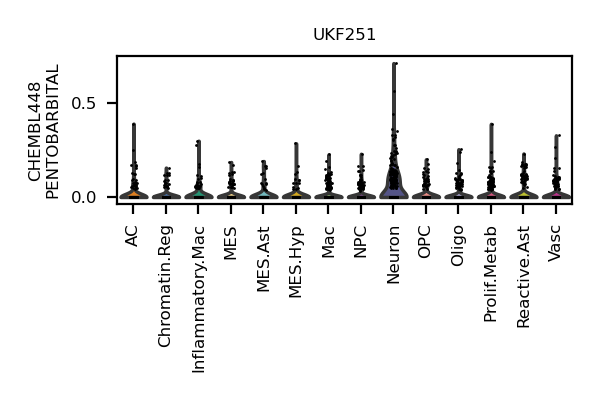 UKF251
CHEMBL448
PENTOBARBITAL
0.5
0.0
AC
Chromatin.Reg
Inflammatory.Mac
MES
MES.Ast
MES.Hyp
Mac
NPC
Neuron
OPC
Oligo
Prolif.Metab
Reactive.Ast
Vasc